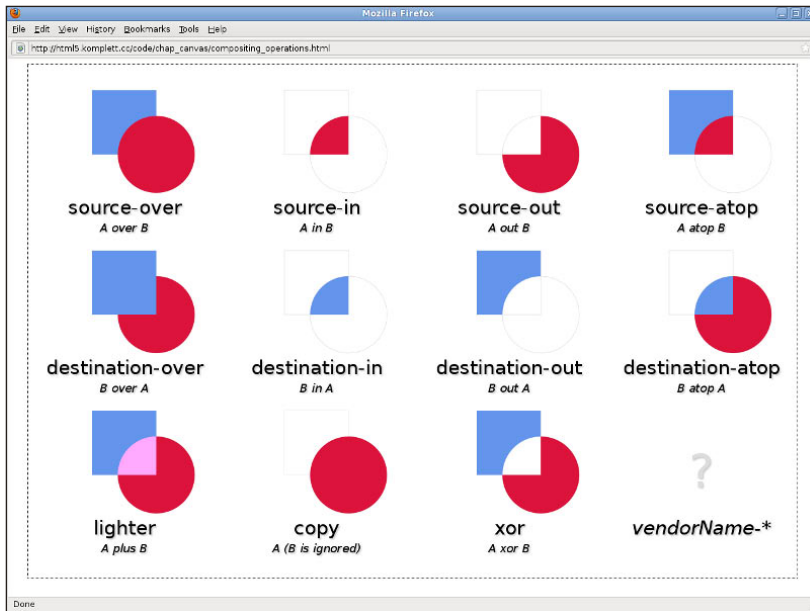 Mozilla Firefox
File Edit View History Bookmarks Tools Help
http://html5.komplett.cc/code/chap_canvas/compositing_operations.html
source-over source-in source-out source-atop
A over B A in B A out B A atop B
destination-over destination-in destination-out destination-atop
B over A B in A B out A B atop A
?
lighter copy xor vendorName-*
A plus B A (B is ignored) A xor B
Done